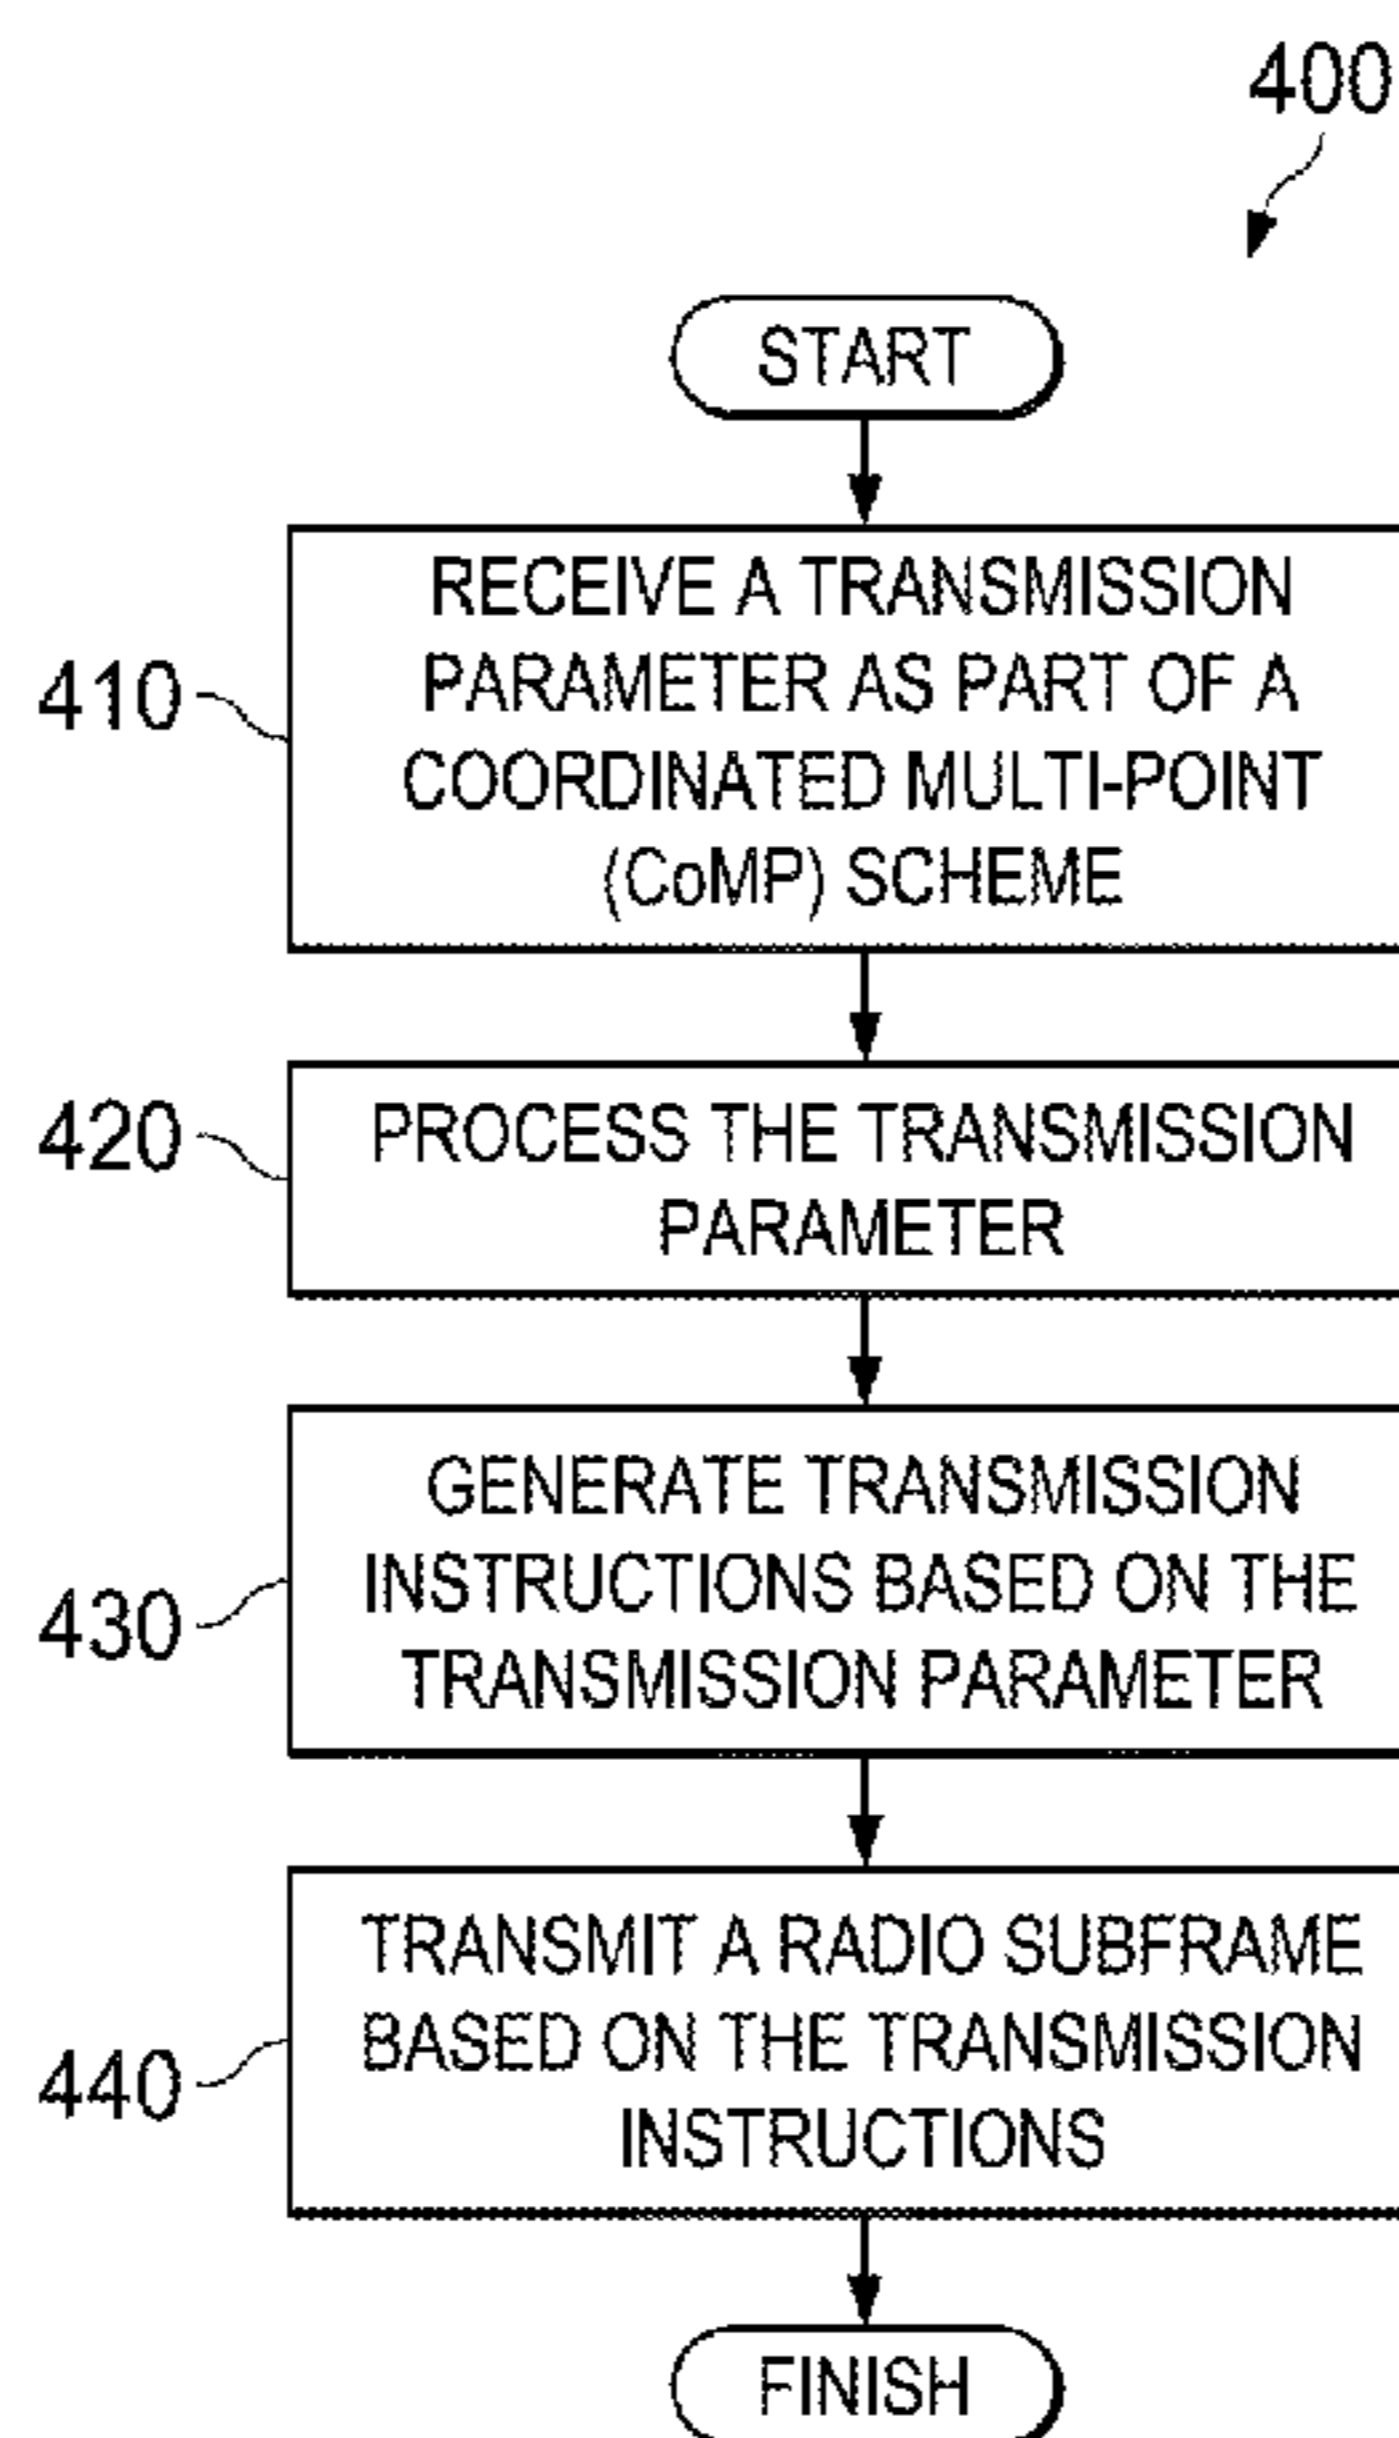 400
START
410
RECEIVE A TRANSMISSION
PARAMETER AS PART OF A
COORDINATED MULTI-POINT
(CoMP) SCHEME
420
PROCESS THE TRANSMISSION
PARAMETER
430
GENERATE TRANSMISSION
INSTRUCTIONS BASED ON THE
TRANSMISSION PARAMETER
440
TRANSMIT A RADIO SUBFRAME
BASED ON THE TRANSMISSION
INSTRUCTIONS
FINISH